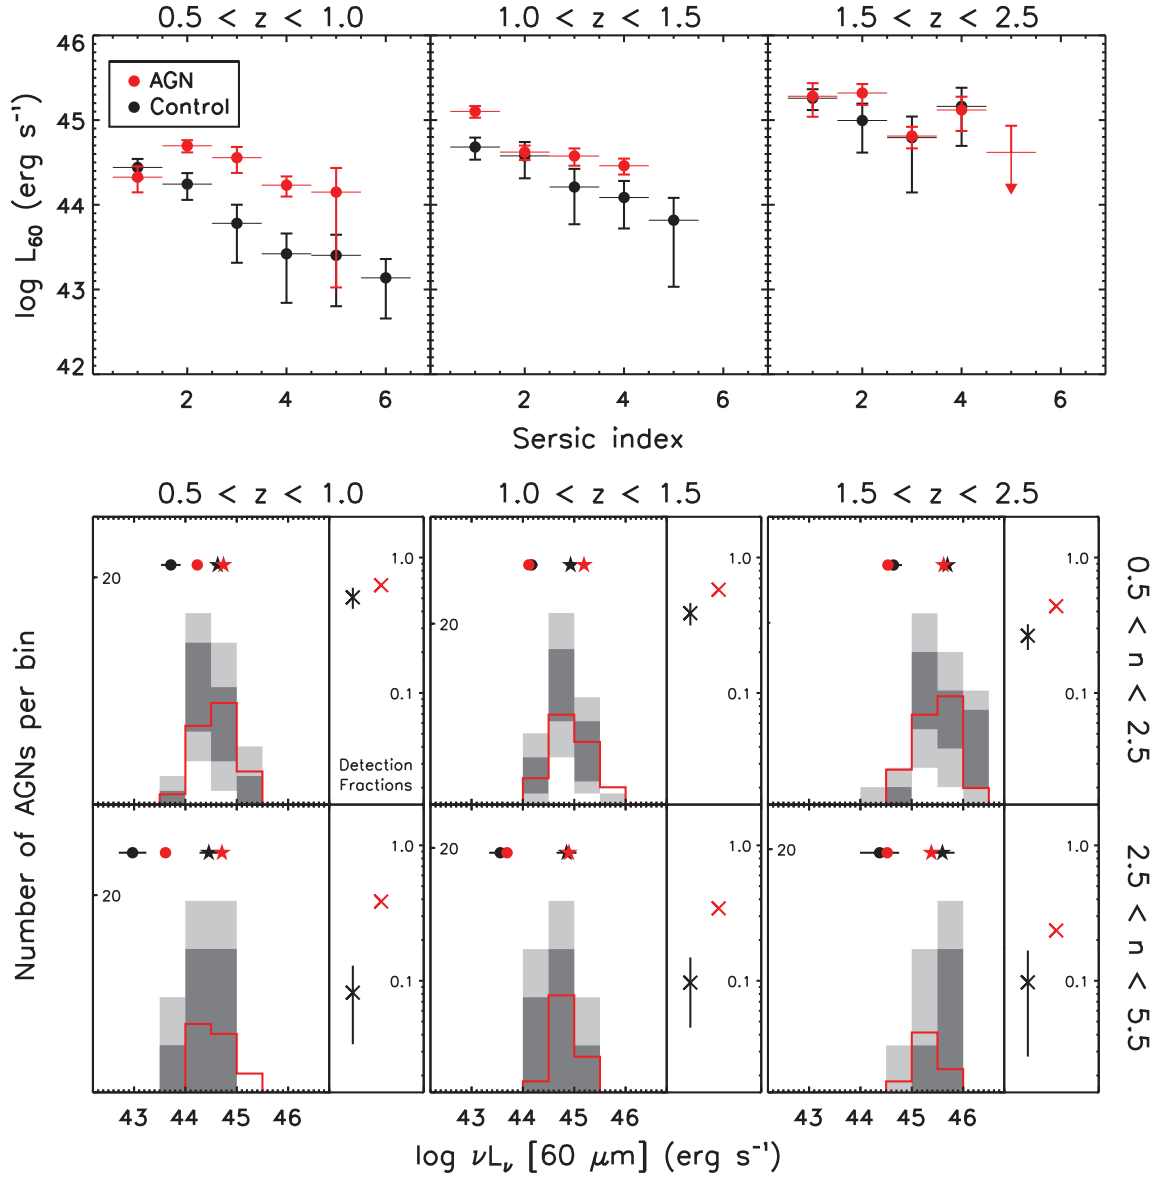 0.5 < z < 1.0
1.0 < z < 1.5
1.5 < z < 2.5
46
45
44
43
42
log L60 (erg s⁻¹)
AGN
Control
2 4 6
2 4 6
2 4 6
Sersic index
0.5 < z < 1.0
1.0 < z < 1.5
1.5 < z < 2.5
Number of AGNs per bin
20
Detection
Fractions
20
1.0
0.1
1.0
0.1
1.0
0.1
0.5 < n < 2.5
20
20
20
1.0
0.1
1.0
0.1
1.0
0.1
2.5 < n < 5.5
43 44 45 46
43 44 45 46
43 44 45 46
log νLν [60 μm] (erg s⁻¹)